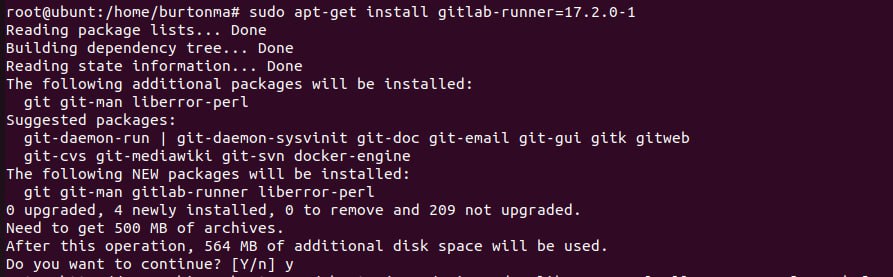 root@ubunt:/home/burtonma# sudo apt-get install gitlab-runner=17.2.0-1
Reading package lists... Done
Building dependency tree... Done
Reading state information... Done
The following additional packages will be installed:
  git git-man liberror-perl
Suggested packages:
  git-daemon-run | git-daemon-sysvinit git-doc git-email git-gui gitk gitweb
  git-cvs git-mediawiki git-svn docker-engine
The following NEW packages will be installed:
  git git-man gitlab-runner liberror-perl
0 upgraded, 4 newly installed, 0 to remove and 209 not upgraded.
Need to get 500 MB of archives.
After this operation, 564 MB of additional disk space will be used.
Do you want to continue? [Y/n] y